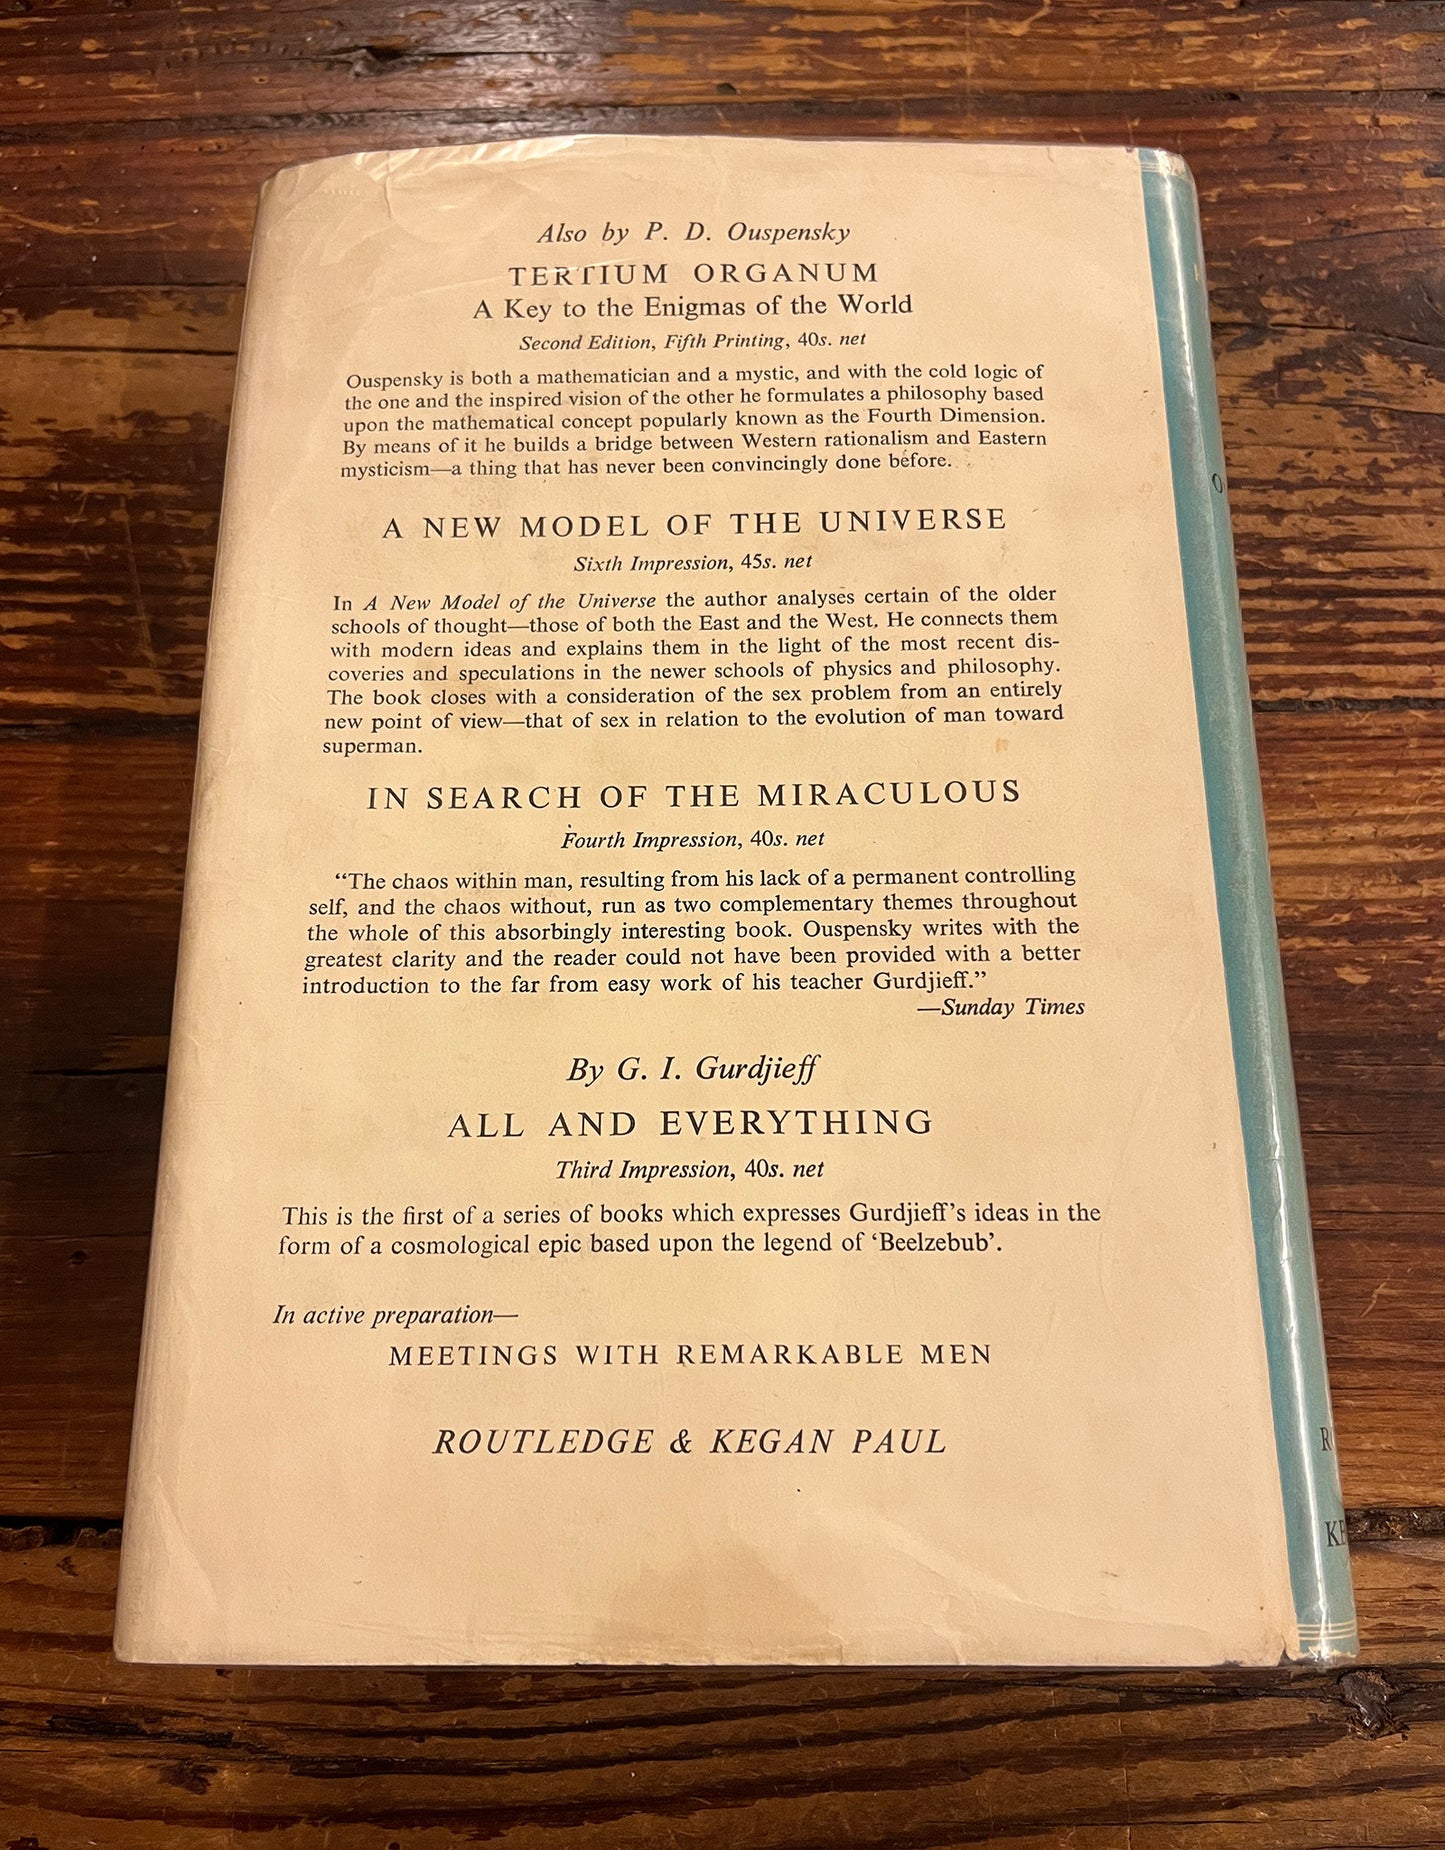 Also by P. D. Ouspensky
TERTIUM ORGANUM
A Key to the Enigmas of the World
Second Edition, Fifth Printing, 40s. net
Ouspensky is both a mathematician and a mystic, and with the cold logic of
the one and the inspired vision of the other he formulates a philosophy based
upon the mathematical concept popularly known as the Fourth Dimension.
By means of it he builds a bridge between Western rationalism and Eastern
mysticism—a thing that has never been convincingly done before.
A NEW MODEL OF THE UNIVERSE
Sixth Impression, 45s. net
In A New Model of the Universe the author analyses certain of the older
schools of thought—those of both the East and the West. He connects them
with modern ideas and explains them in the light of the most recent dis-
coveries and speculations in the newer schools of physics and philosophy.
The book closes with a consideration of the sex problem from an entirely
new point of view—that of sex in relation to the evolution of man toward
superman.
IN SEARCH OF THE MIRACULOUS
Fourth Impression, 40s. net
“The chaos within man, resulting from his lack of a permanent controlling
self, and the chaos without, run as two complementary themes throughout
the whole of this absorbingly interesting book. Ouspensky writes with the
greatest clarity and the reader could not have been provided with a better
introduction to the far from easy work of his teacher Gurdjieff.”
—Sunday Times
By G. I. Gurdjieff
ALL AND EVERYTHING
Third Impression, 40s. net
This is the first of a series of books which expresses Gurdjieff’s ideas in the
form of a cosmological epic based upon the legend of ‘Beelzebub’.
In active preparation—
MEETINGS WITH REMARKABLE MEN
ROUTLEDGE & KEGAN PAUL